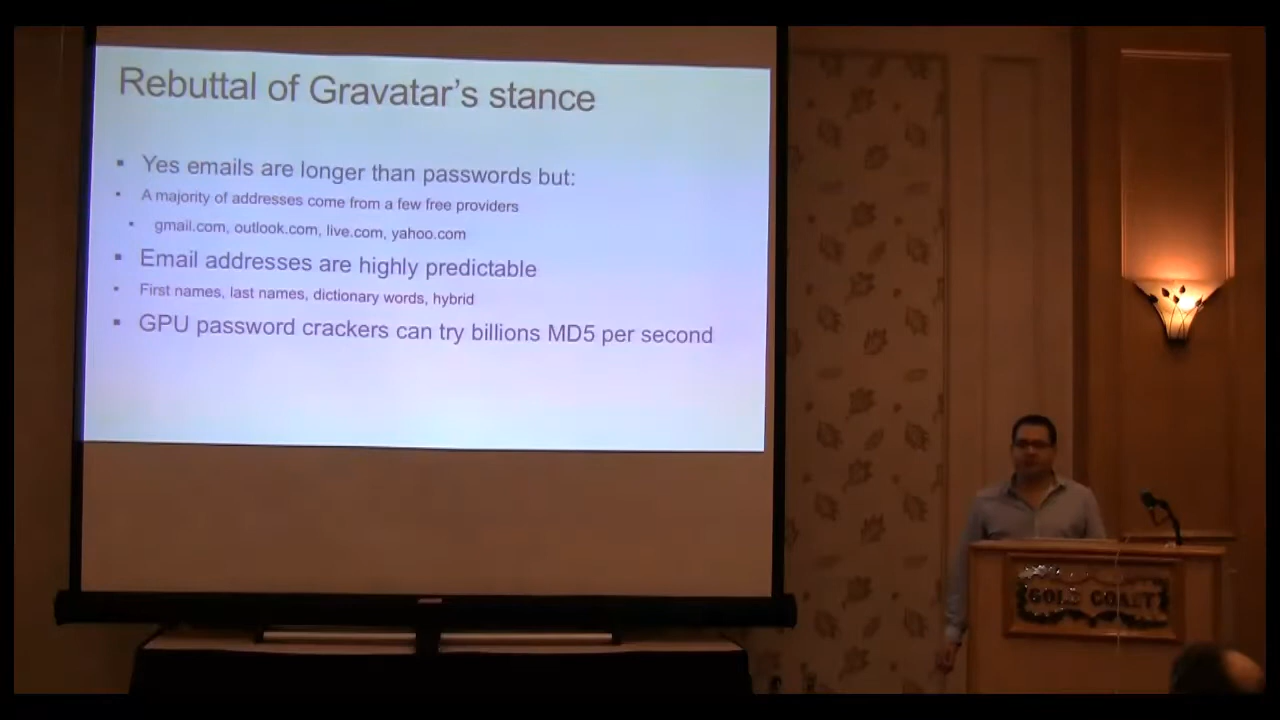 Rebuttal of Gravatar's stance
▪ Yes emails are longer than passwords but:
▪ A majority of addresses come from a few free providers
▪ gmail.com, outlook.com, live.com, yahoo.com
▪ Email addresses are highly predictable
▪ First names, last names, dictionary words, hybrid
▪ GPU password crackers can try billions MD5 per second
GOLD COAST